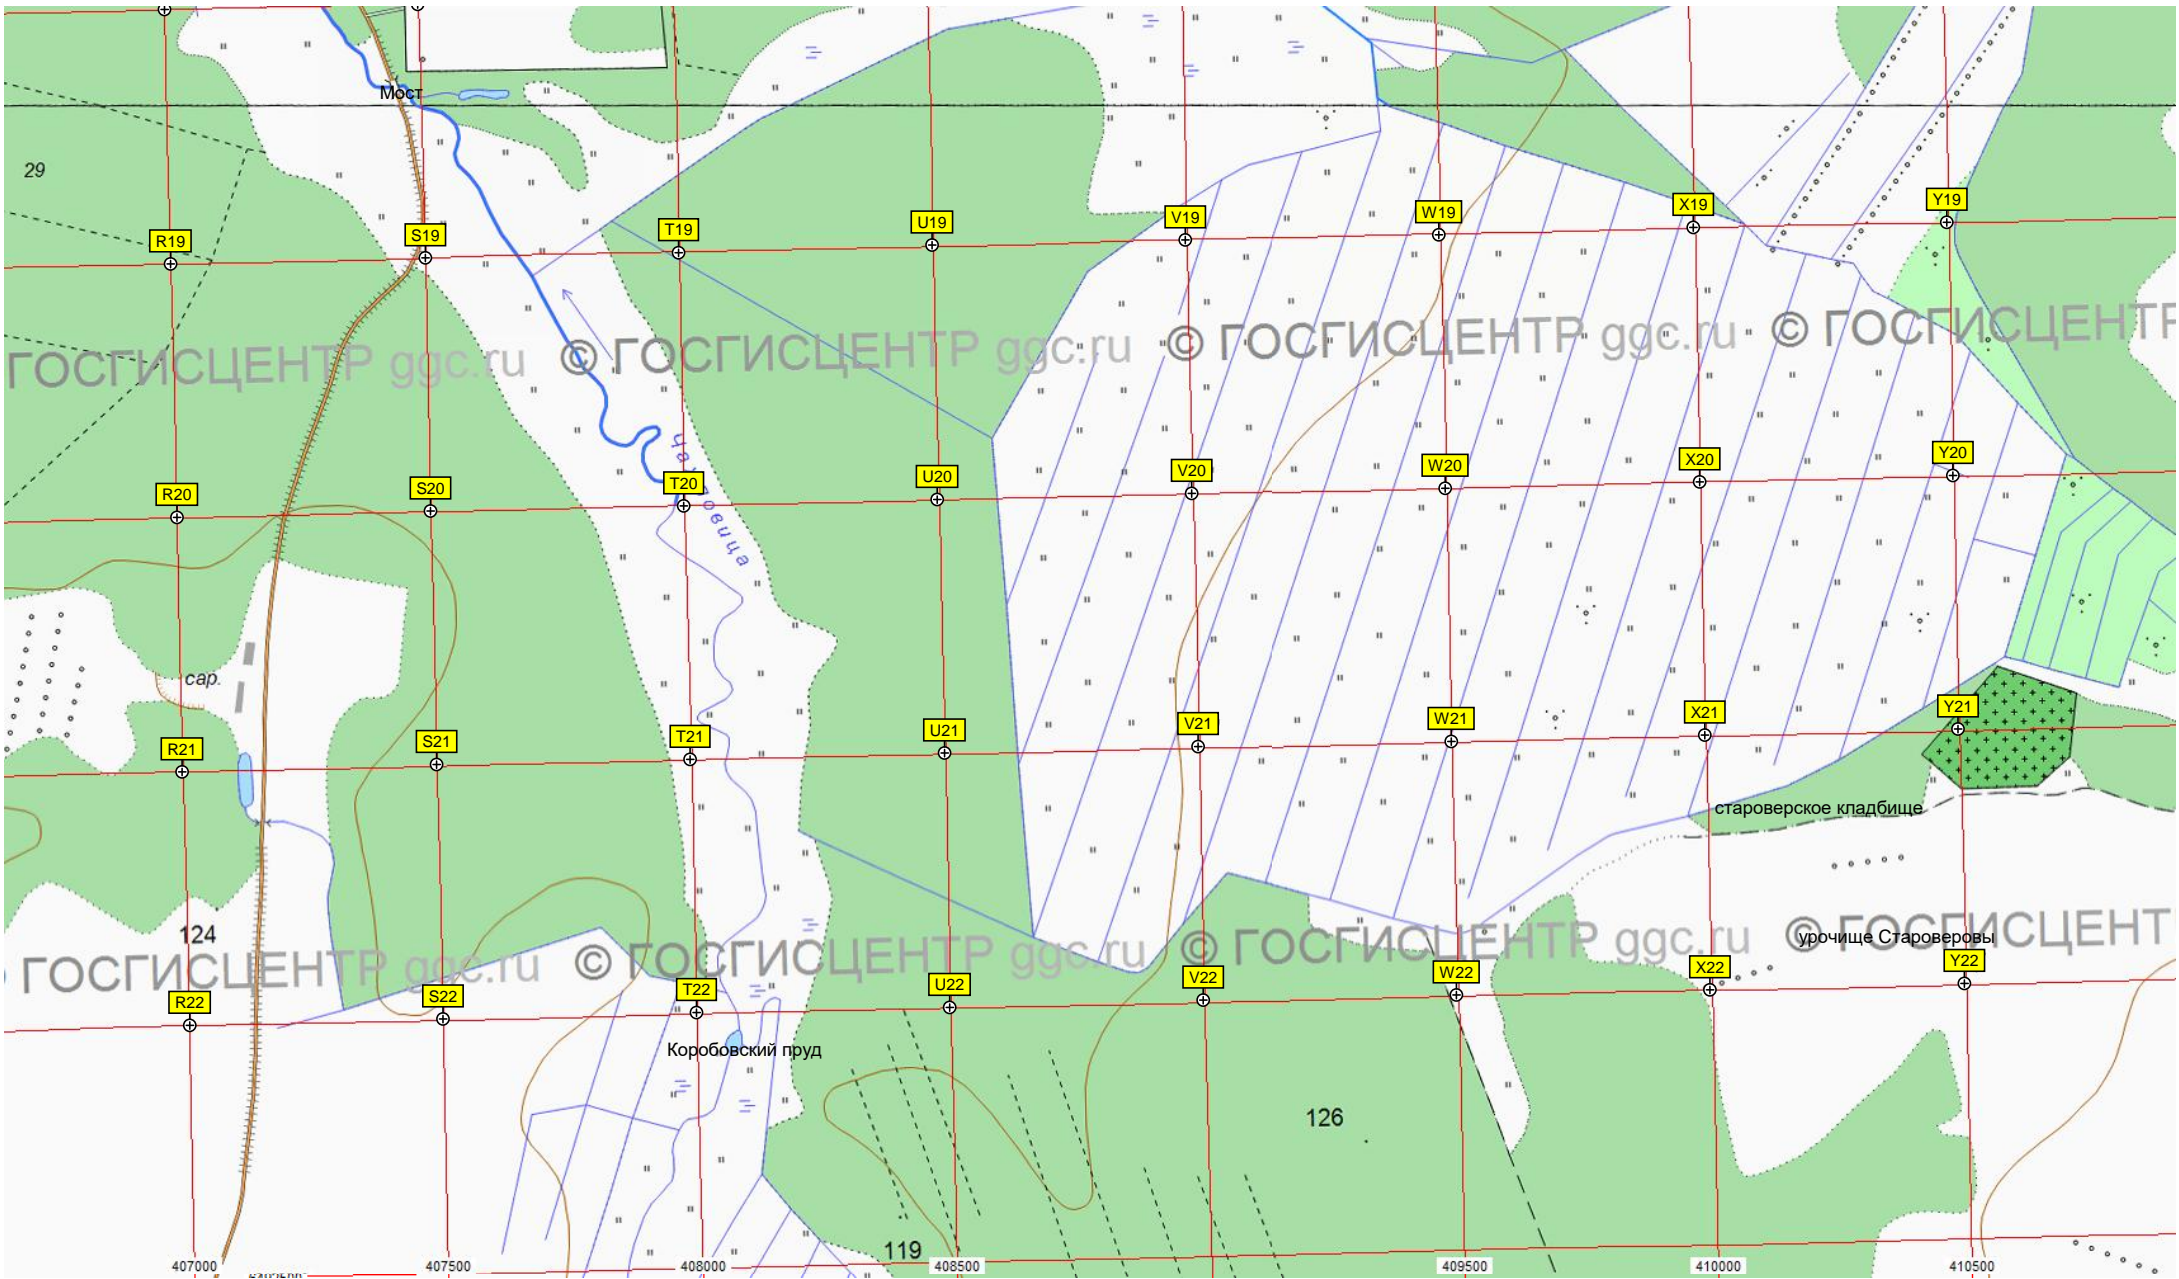 Мост
29
R19 S19 T19 U19 V19 W19 X19 Y19
ГОСГИСЦЕНТР ggc.ru © ГОСГИСЦЕНТР ggc.ru © ГОСГИСЦЕНТР ggc.ru © ГОСГИСЦЕНТР
R20 S20 T20 U20 V20 W20 X20 Y20
сар.
R21 S21 T21 U21 V21 W21 X21 Y21
староверское кладбище
124
урочище Староверовы
ГОСГИСЦЕНТР ggc.ru © ГОСГИСЦЕНТР ggc.ru © ГОСГИСЦЕНТР ggc.ru © ГОСГИСЦЕНТ
R22 S22 T22 U22 V22 W22 X22 Y22
Коробовский пруд
126
119
407000 407500 408000 408500 409500 410000 410500